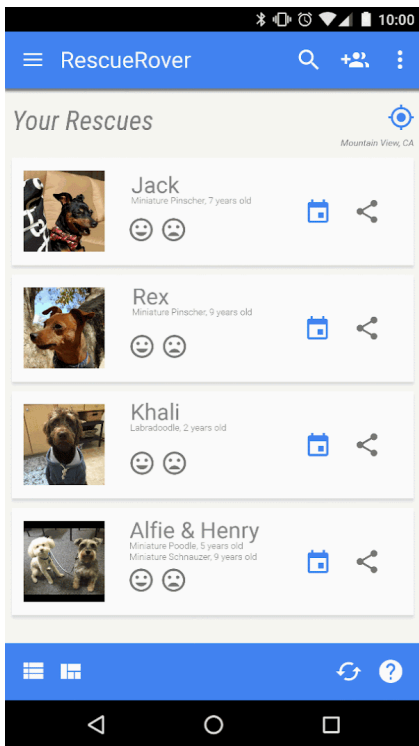 10:00
RescueRover
Your Rescues
Mountain View, CA
Jack
Miniature Pinscher, 7 years old
Rex
Miniature Pinscher, 9 years old
Khali
Labradoodle, 2 years old
Alfie & Henry
Miniature Poodle, 5 years old
Miniature Schnauzer, 9 years old